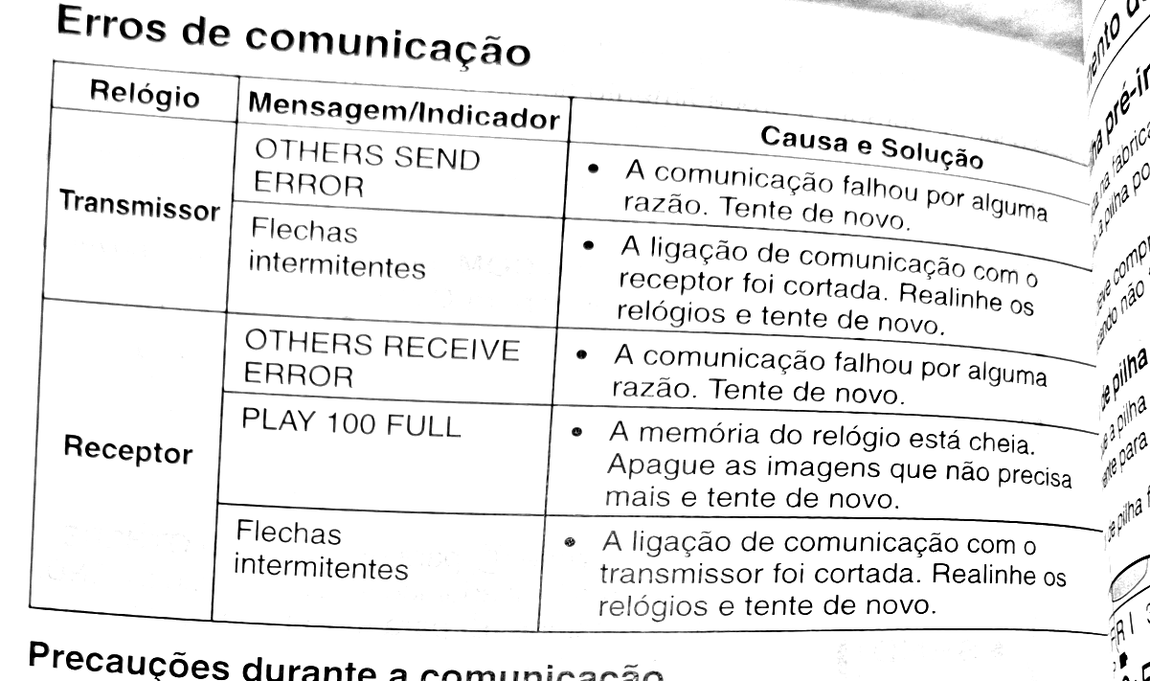 Erros de comunicação
Relógio
Mensagem/Indicador
Causa e Solução
Transmissor
OTHERS SEND
ERROR
• A comunicação falhou por alguma
razão. Tente de novo.
Flechas
intermitentes
• A ligação de comunicação com o
receptor foi cortada. Realinhe os
relógios e tente de novo.
Receptor
OTHERS RECEIVE
ERROR
• A comunicação falhou por alguma
razão. Tente de novo.
PLAY 100 FULL
• A memória do relógio está cheia.
Apague as imagens que não precisa
mais e tente de novo.
Flechas
intermitentes
• A ligação de comunicação com o
transmissor foi cortada. Realinhe os
relógios e tente de novo.
Precauções durante a comunicação
pilha
a pilha
para
pilha